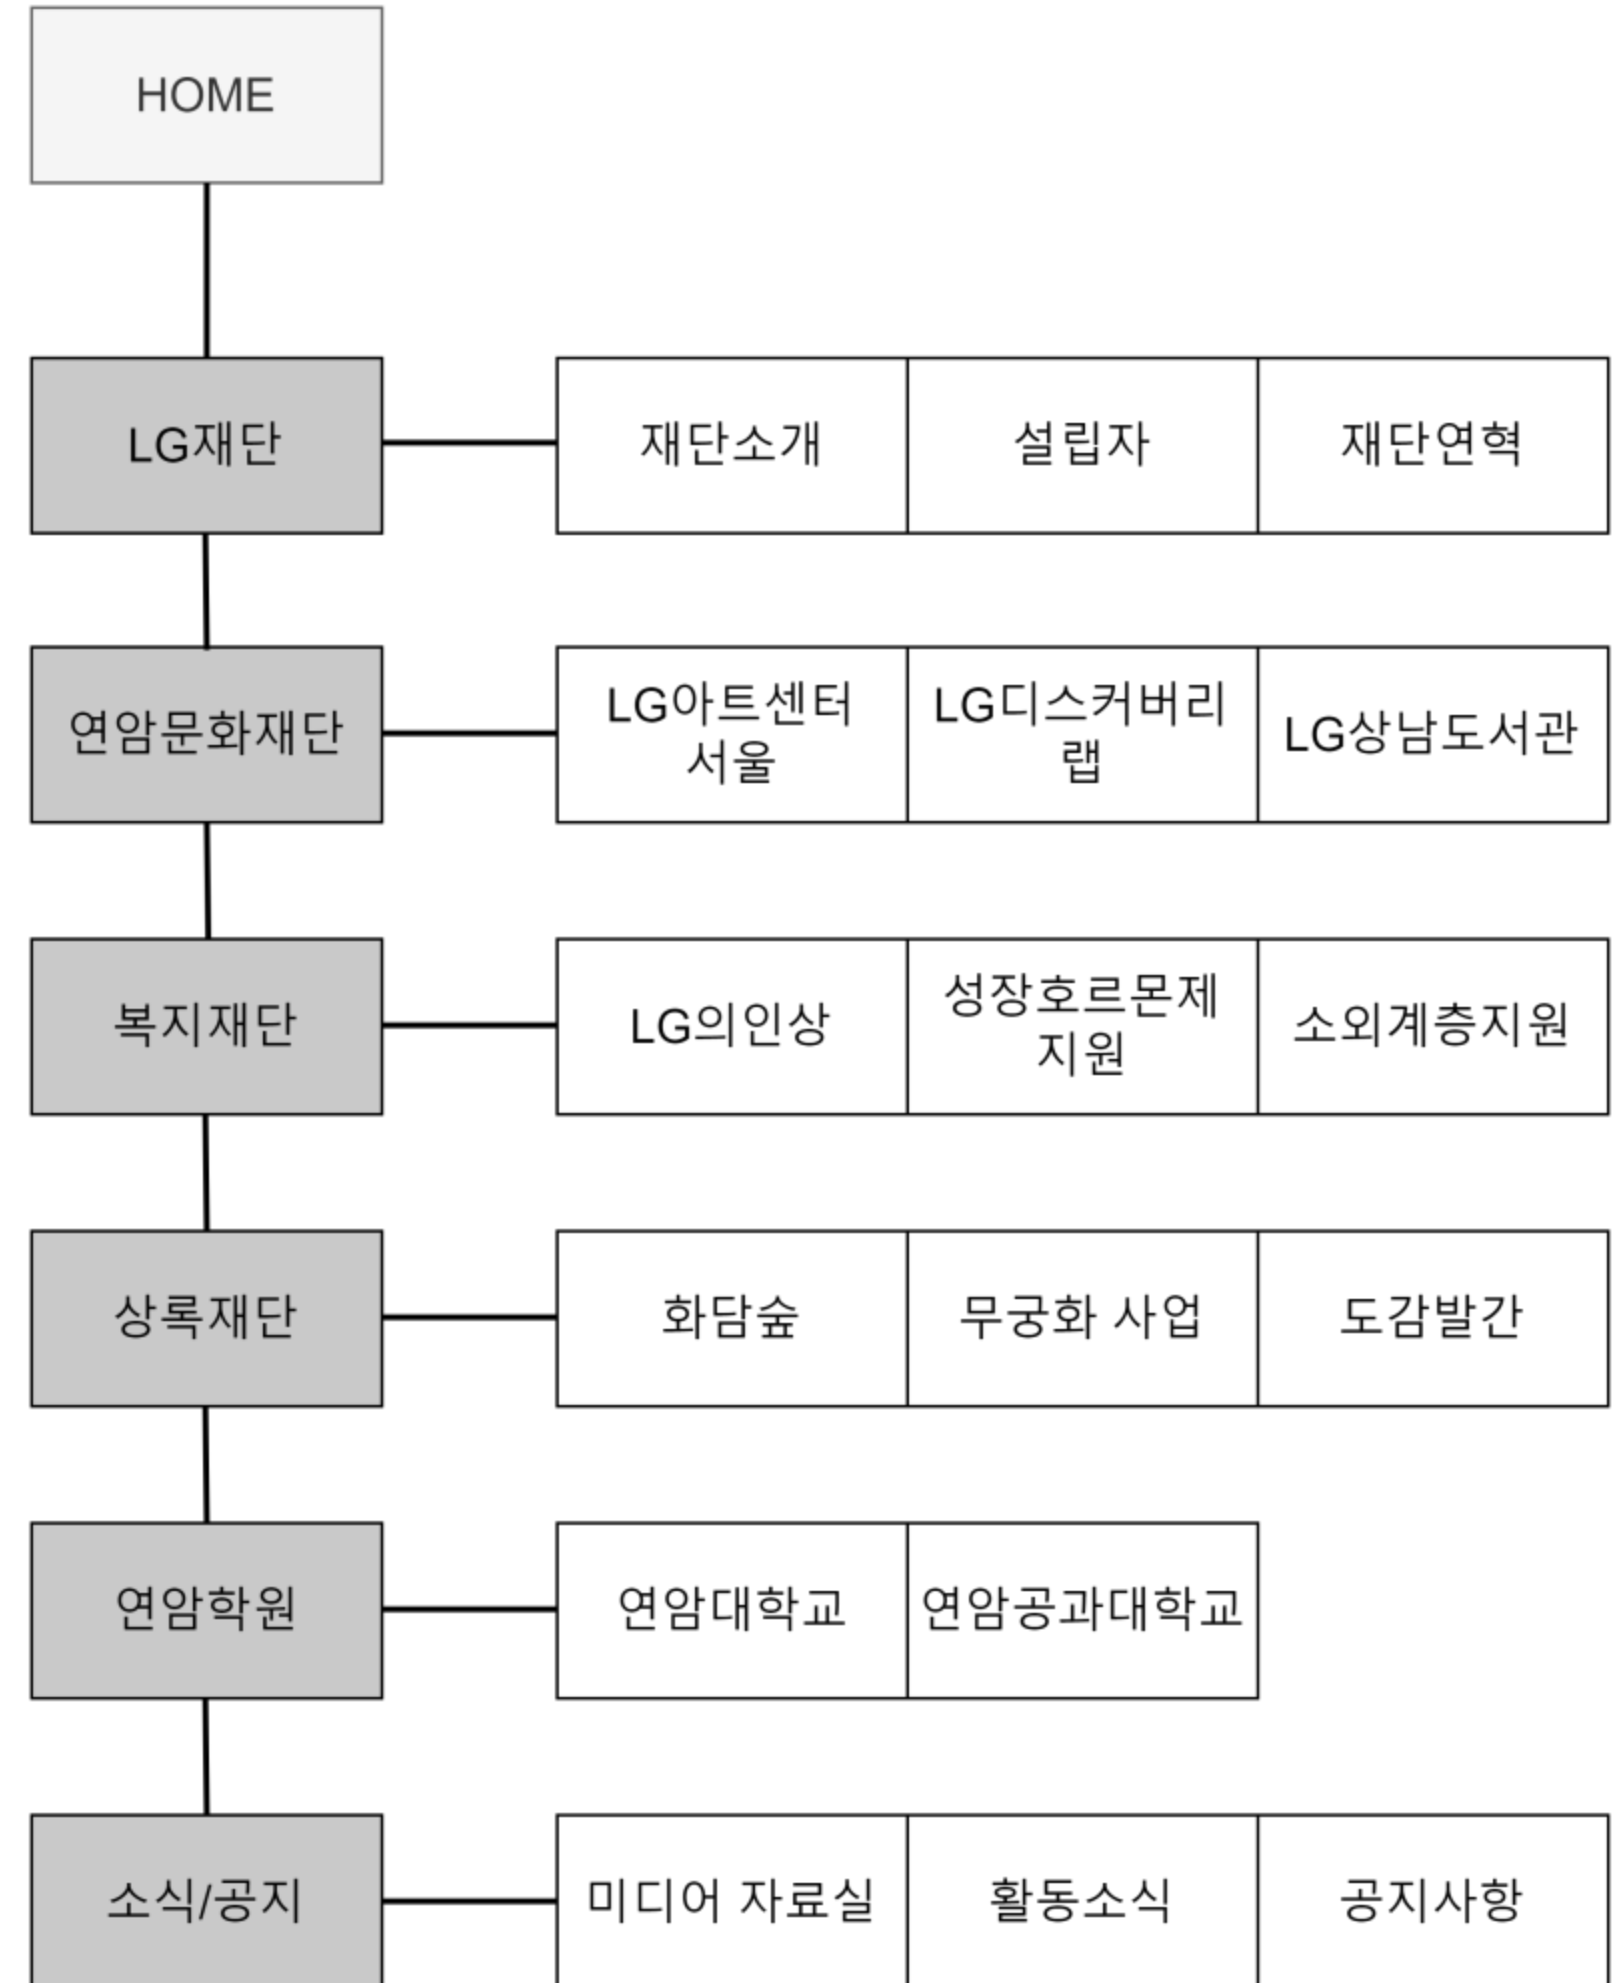 HOME
LG재단
재단소개
설립자
재단연혁
연암문화재단
LG아트센터
서울
LG디스커버리
랩
LG상남도서관
복지재단
LG의인상
성장호르몬제
지원
소외계층지원
상록재단
화담숲
무궁화 사업
도감발간
연암학원
연암대학교
연암공과대학교
소식/공지
미디어 자료실
활동소식
공지사항